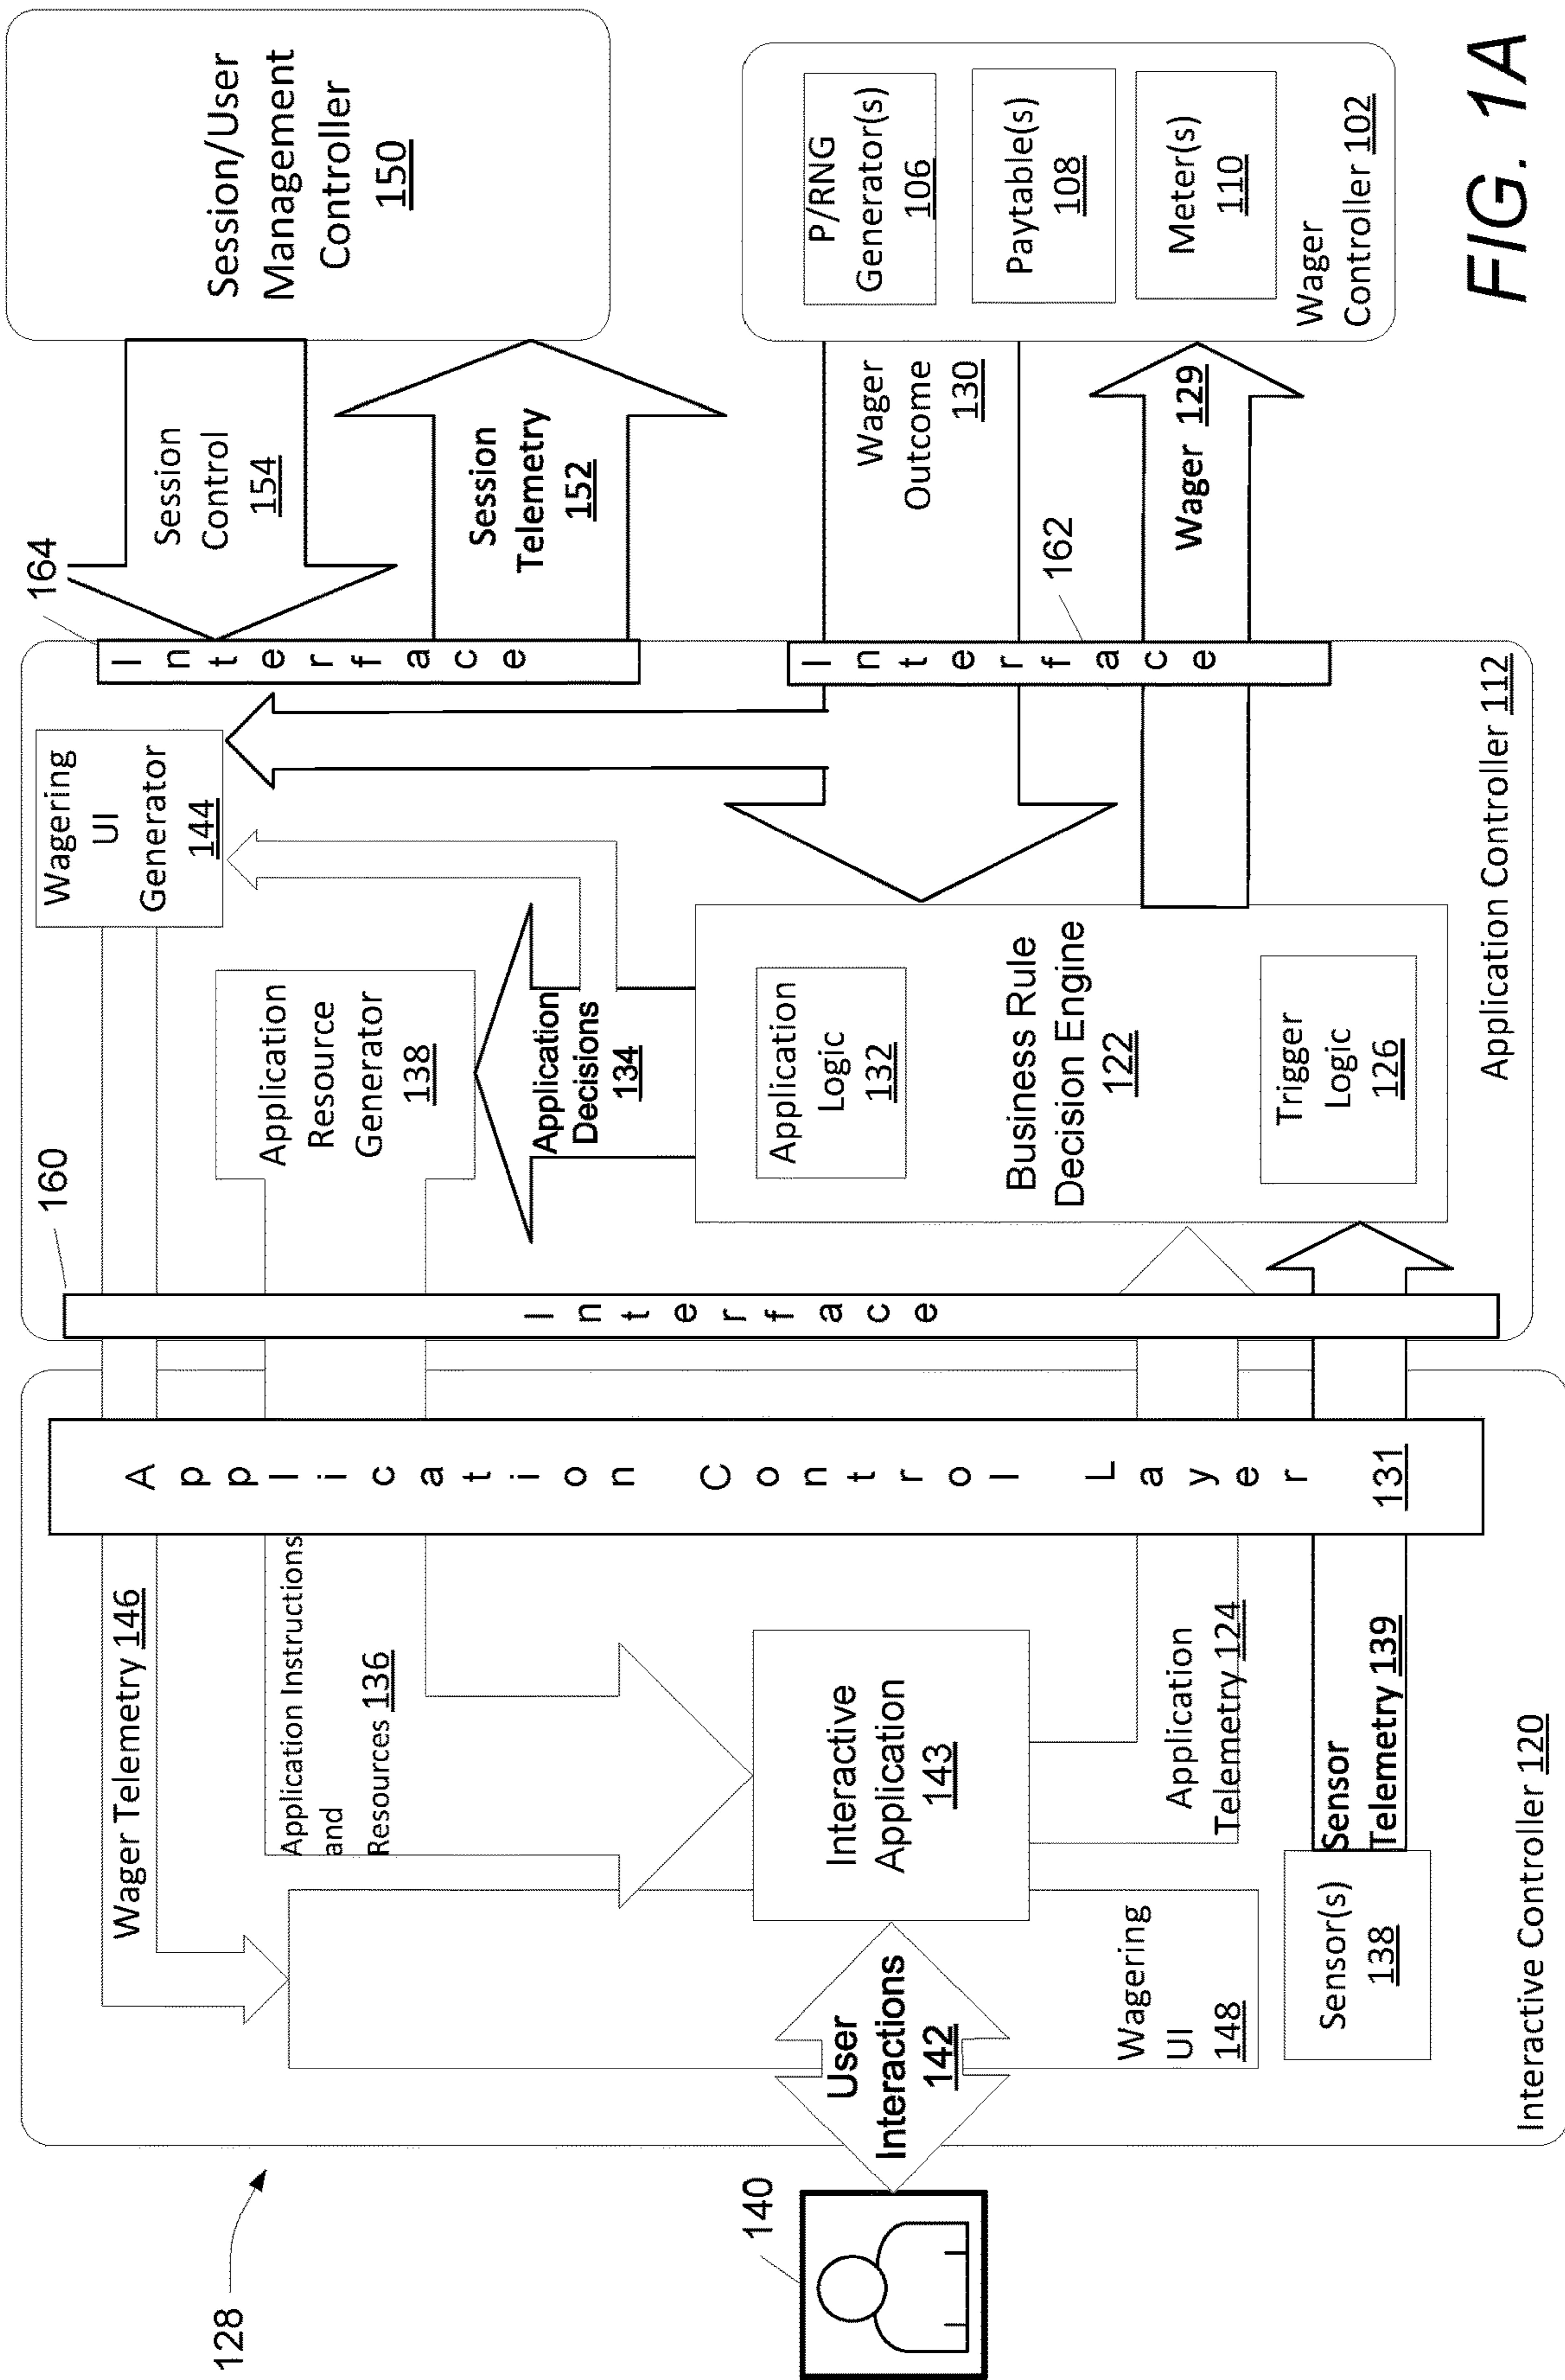 128
140
Interactive Controller 120
User
Interactions
142
Wagering
UI
148
Sensor(s)
138
Interactive
Application
143
Wager Telemetry 146
Application Instructions
and
Resources 136
Application
Telemetry 124
Sensor
Telemetry 139
Application Control Layer 131
160
Interface
Application Controller 112
Wagering
UI
Generator
144
Application
Resource
Generator
138
Application
Decisions
134
Application
Logic
132
Business Rule
Decision Engine
122
Trigger
Logic
126
164
Interface
Interface
162
Session
Control
154
Session
Telemetry
152
Wager
Outcome
130
Wager 129
Session/User
Management
Controller
150
P/RNG
Generator(s)
106
Paytable(s)
108
Meter(s)
110
Wager
Controller 102
FIG. 1A